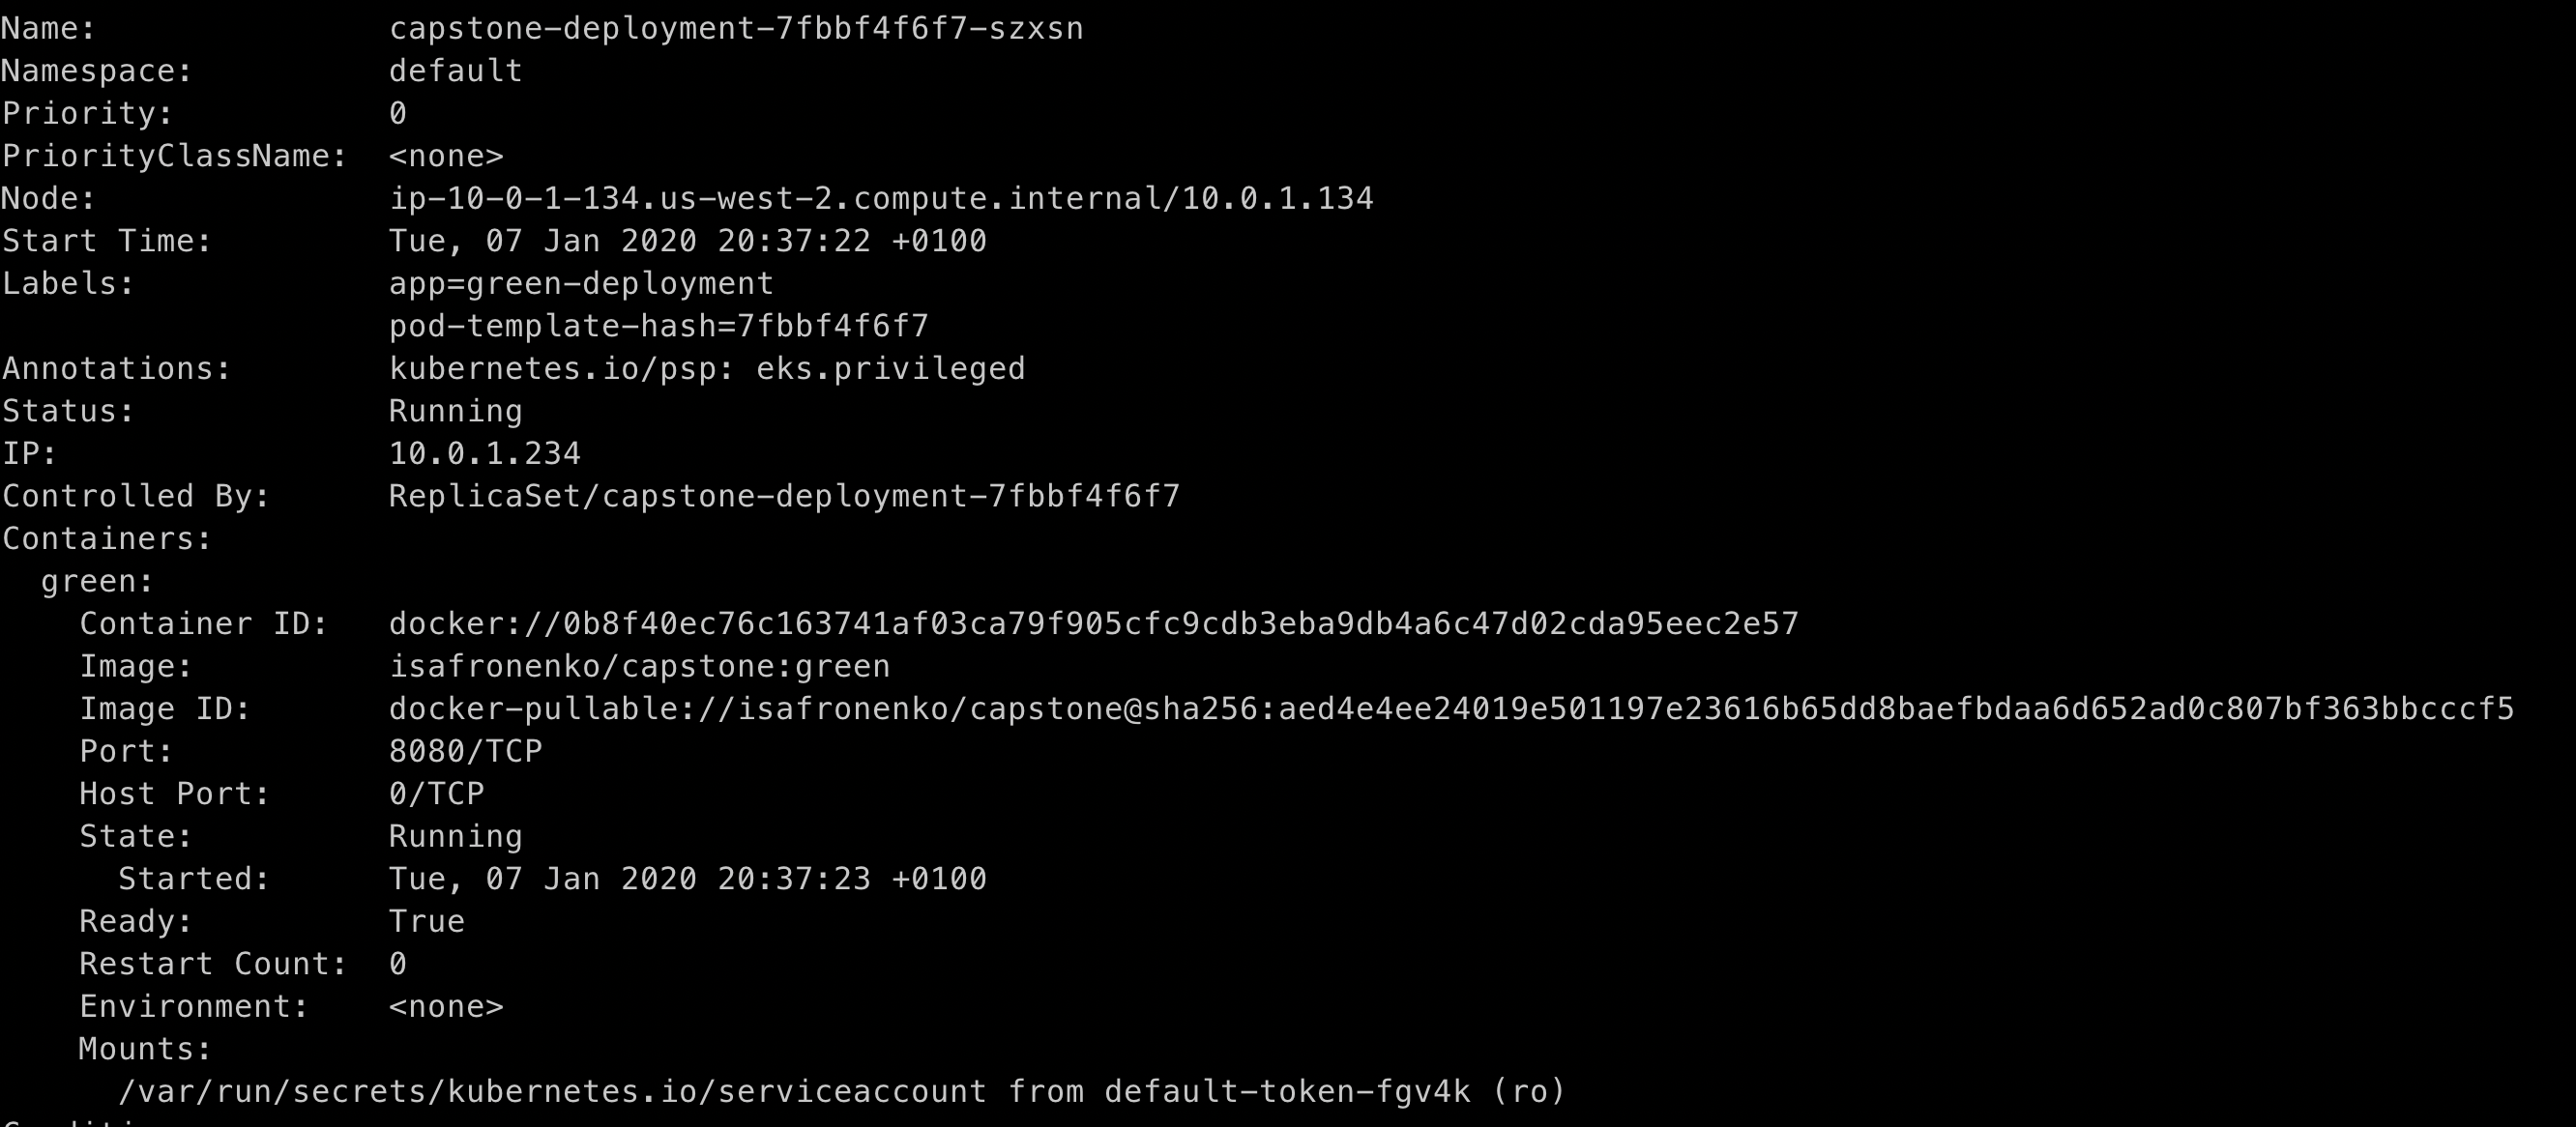 Name:               capstone-deployment-7fbbf4f6f7-szxsn
Namespace:          default
Priority:           0
PriorityClassName:  <none>
Node:               ip-10-0-1-134.us-west-2.compute.internal/10.0.1.134
Start Time:         Tue, 07 Jan 2020 20:37:22 +0100
Labels:             app=green-deployment
                    pod-template-hash=7fbbf4f6f7
Annotations:        kubernetes.io/psp: eks.privileged
Status:             Running
IP:                 10.0.1.234
Controlled By:      ReplicaSet/capstone-deployment-7fbbf4f6f7
Containers:
  green:
    Container ID:   docker://0b8f40ec76c163741af03ca79f905cfc9cdb3eba9db4a6c47d02cda95eec2e57
    Image:          isafronenko/capstone:green
    Image ID:       docker-pullable://isafronenko/capstone@sha256:aed4e4ee24019e501197e23616b65dd8baefbdaa6d652ad0c807bf363bbcccf5
    Port:           8080/TCP
    Host Port:      0/TCP
    State:          Running
      Started:      Tue, 07 Jan 2020 20:37:23 +0100
    Ready:          True
    Restart Count:  0
    Environment:    <none>
    Mounts:
      /var/run/secrets/kubernetes.io/serviceaccount from default-token-fgv4k (ro)